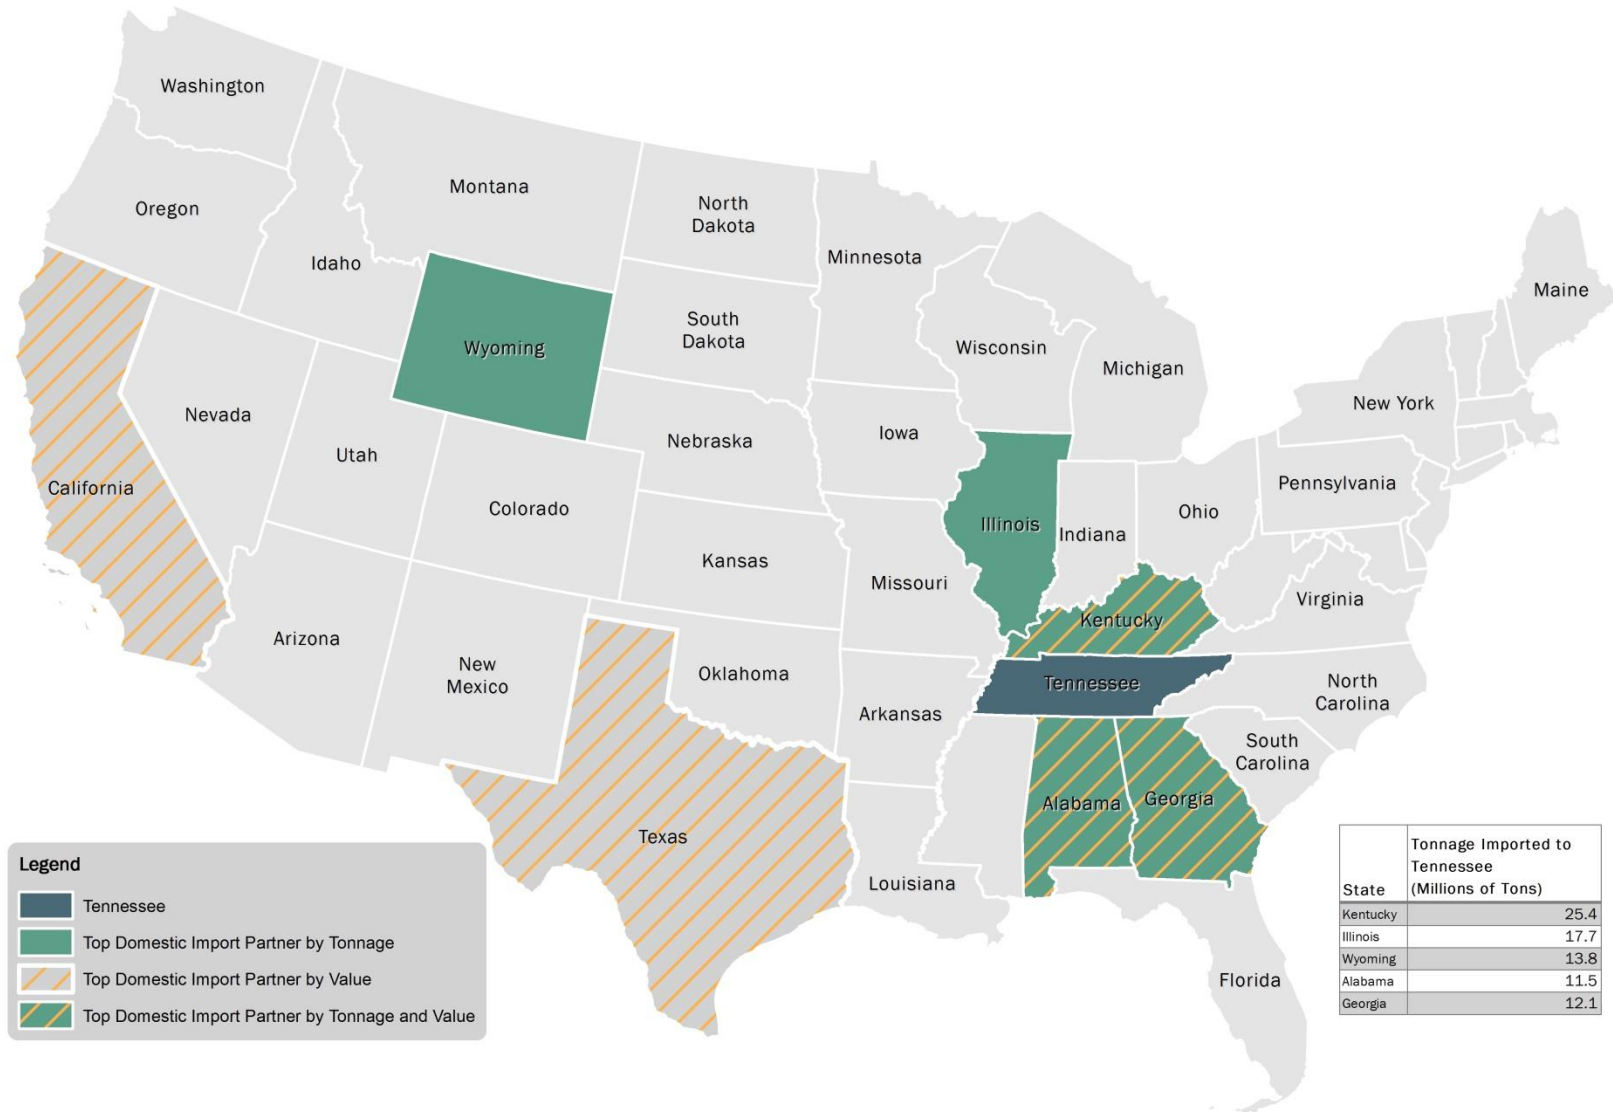 Washington
Oregon
Idaho
Montana
North
Dakota
Minnesota
Maine
South
Dakota
Wyoming
Wisconsin
Michigan
New York
Nevada
Utah
Nebraska
Iowa
California
Colorado
Illinois
Indiana
Ohio
Pennsylvania
Kansas
Missouri
Kentucky
Virginia
Arizona
New
Mexico
Oklahoma
Arkansas
Tennessee
North
Carolina
South
Carolina
Texas
Alabama
Georgia
Louisiana
Florida
Legend
Tennessee
Top Domestic Import Partner by Tonnage
Top Domestic Import Partner by Value
Top Domestic Import Partner by Tonnage and Value
Tonnage Imported to
Tennessee
State (Millions of Tons)
Kentucky 25.4
Illinois 17.7
Wyoming 13.8
Alabama 11.5
Georgia 12.1